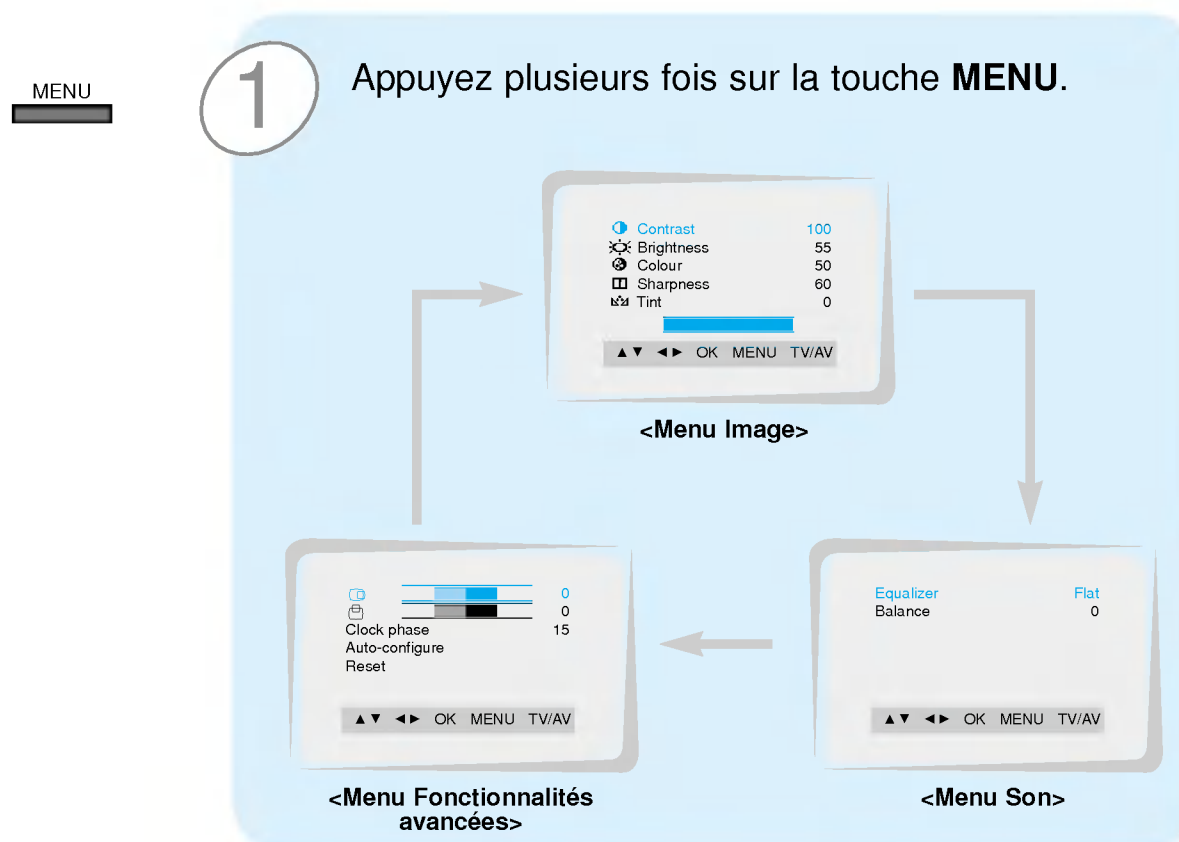 MENU
1
Appuyez plusieurs fois sur la touche MENU.
Contrast 100
Brightness 55
Colour 50
Sharpness 60
Tint 0
▲▼ ◄► OK MENU TV/AV
<Menu Image>
0
0
Clock phase 15
Auto-configure
Reset
▲▼ ◄► OK MENU TV/AV
<Menu Fonctionnalités
avancées>
Equalizer Flat
Balance 0
▲▼ ◄► OK MENU TV/AV
<Menu Son>